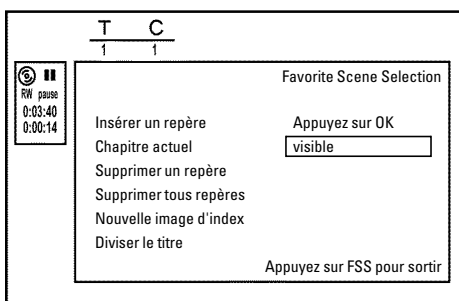 T C
1 1
RW pause
0:03:40
0:00:14
Favorite Scene Selection
Insérer un repère Appuyez sur OK
Chapitre actuel visible
Supprimer un repère
Supprimer tous repères
Nouvelle image d'index
Diviser le titre
Appuyez sur FSS pour sortir